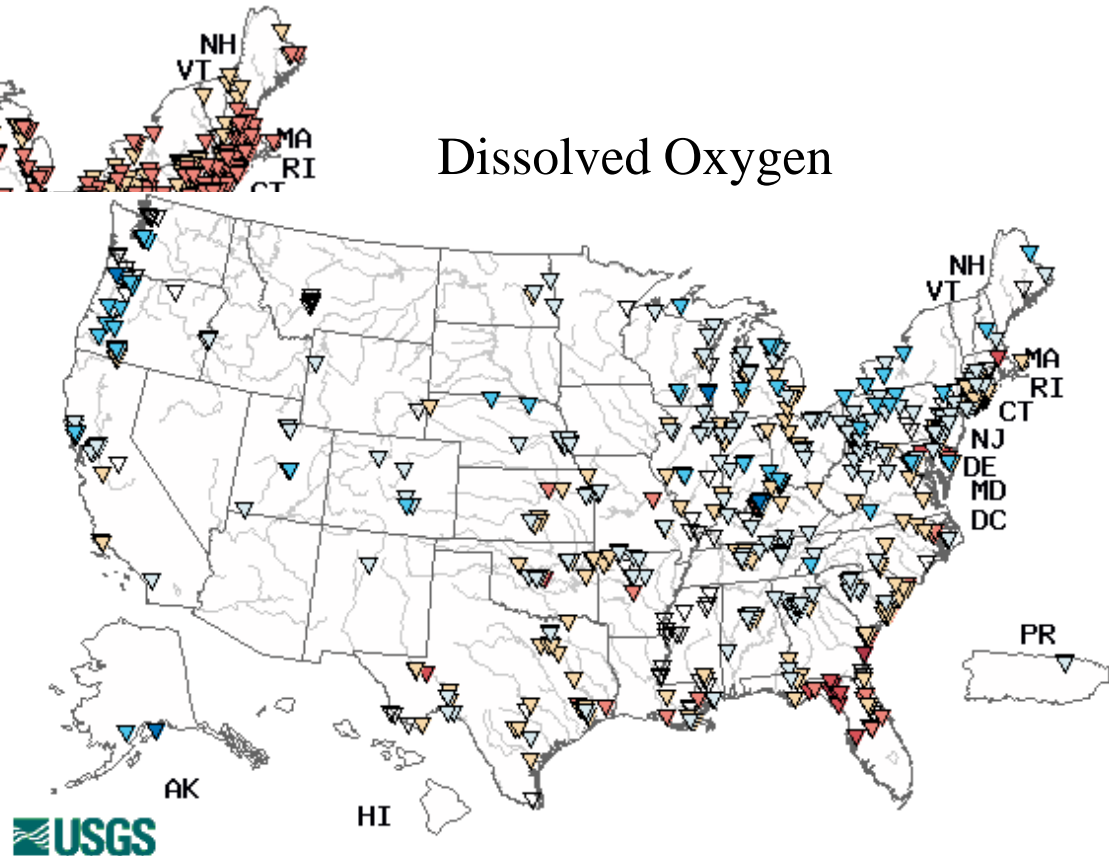 NH
VT
MA
RI
CT
Dissolved Oxygen
NH
VT
MA
RI
CT
NJ
DE
MD
DC
PR
AK
HI
USGS